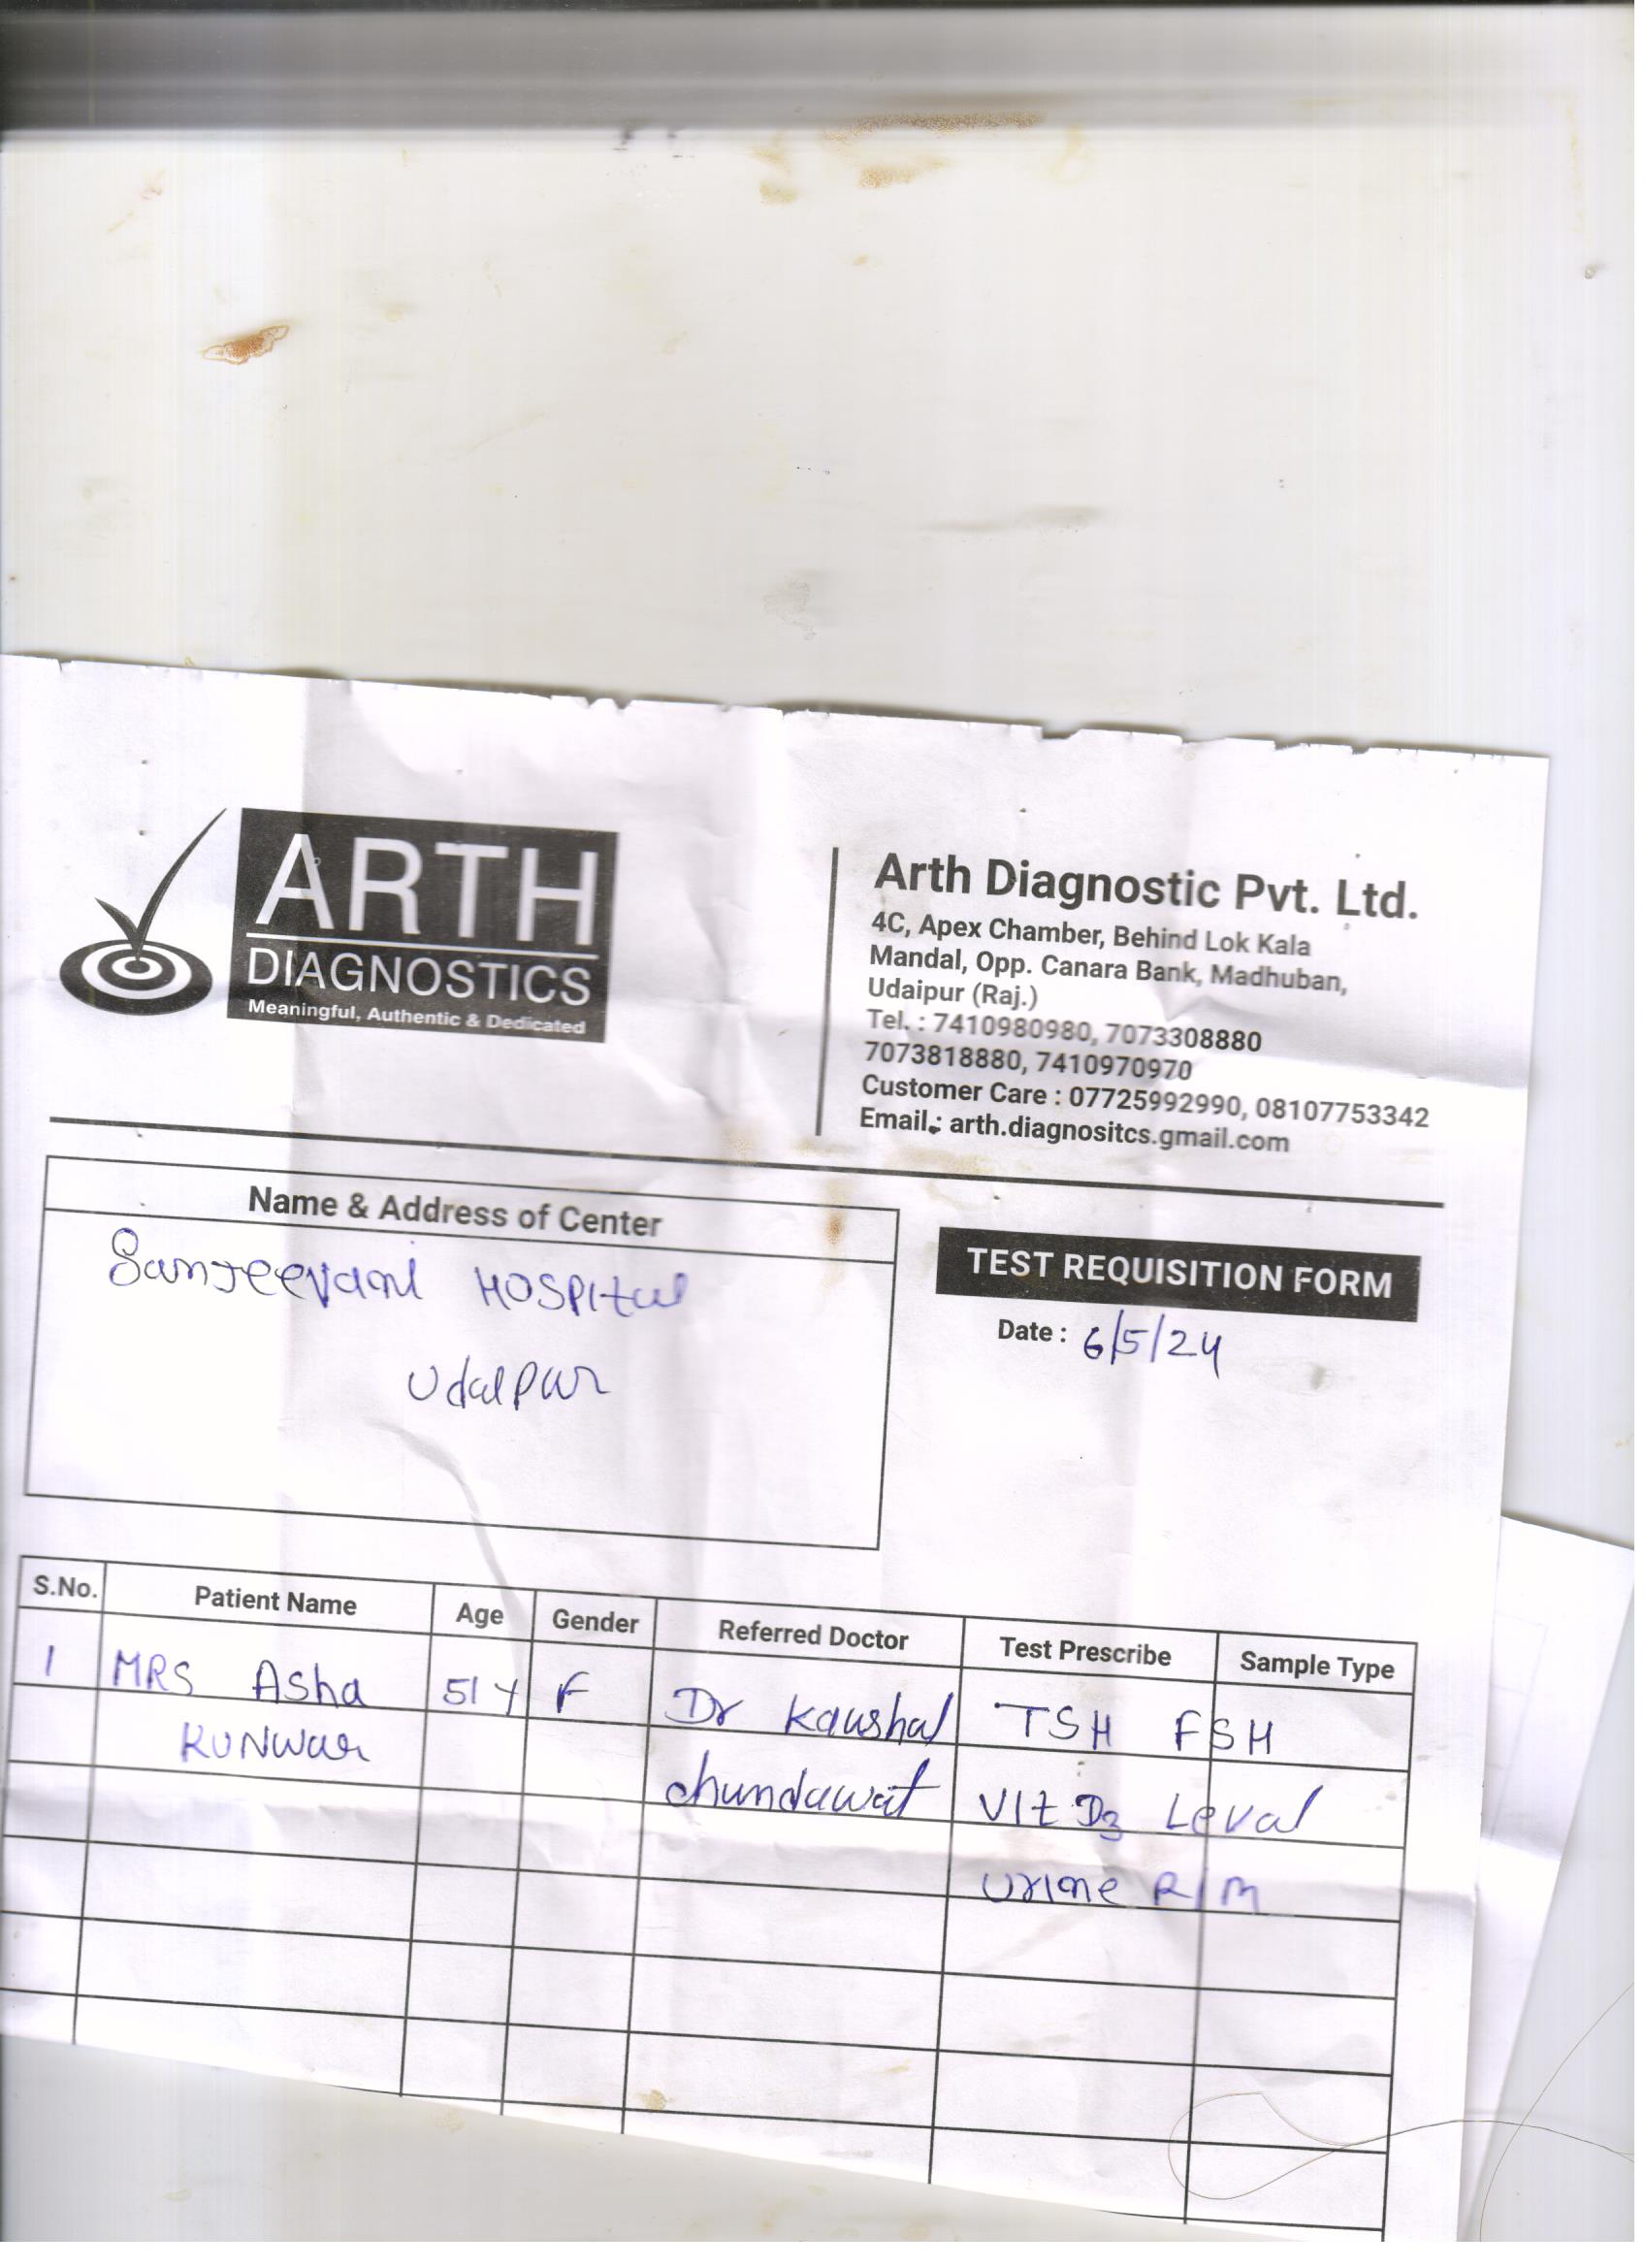 ARTH
DIAGNOSTICS
Meaningful, Authentic & Dedicated
Arth Diagnostic Pvt. Ltd.
4C, Apex Chamber, Behind Lok Kala
Mandal, Opp. Canara Bank, Madhuban,
Udaipur (Raj.)
Tel. : 7410980980, 7073308880
7073818880, 7410970970
Customer Care : 07725992990, 08107753342
Email.: arth.diagnositcs.gmail.com
Name & Address of Center
Sanjeevani HOSPItal
Udaipur
TEST REQUISITION FORM
Date : 6/5/24
S.No. Patient Name Age Gender Referred Doctor Test Prescribe Sample Type
1 MRS Asha 51 Y F Dr Kaushal TSH FSH
KUNWar chundawat Vit D3 Leval
Urine R/M